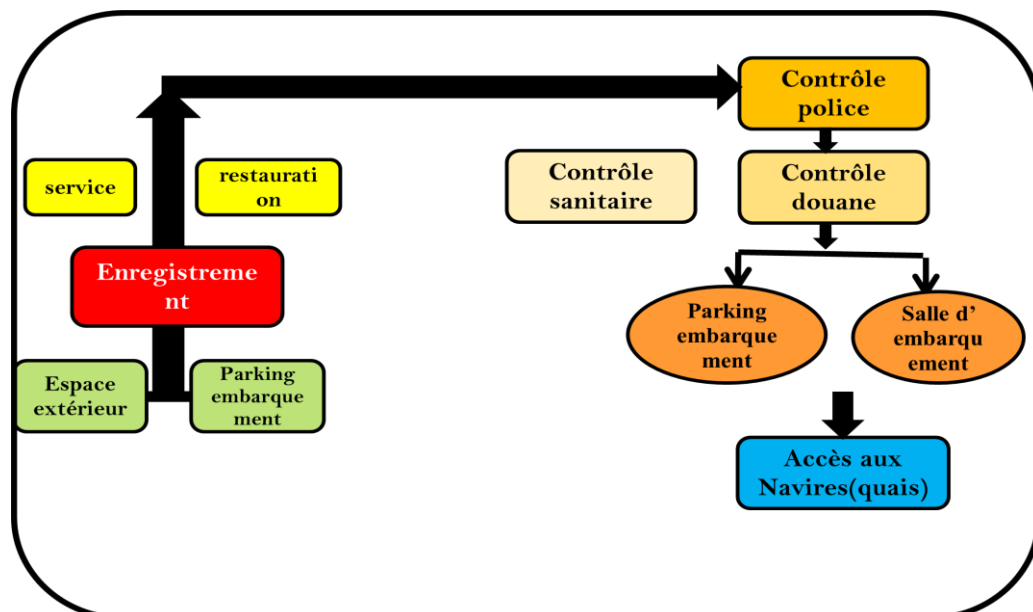 Contrôle
police
service
restaurati
on
Contrôle
sanitaire
Contrôle
douane
Enregistreme
nt
Parking
embarque
ment
Salle d’
embarqu
ement
Espace
extérieur
Parking
embarque
ment
Accès aux
Navires(quais)